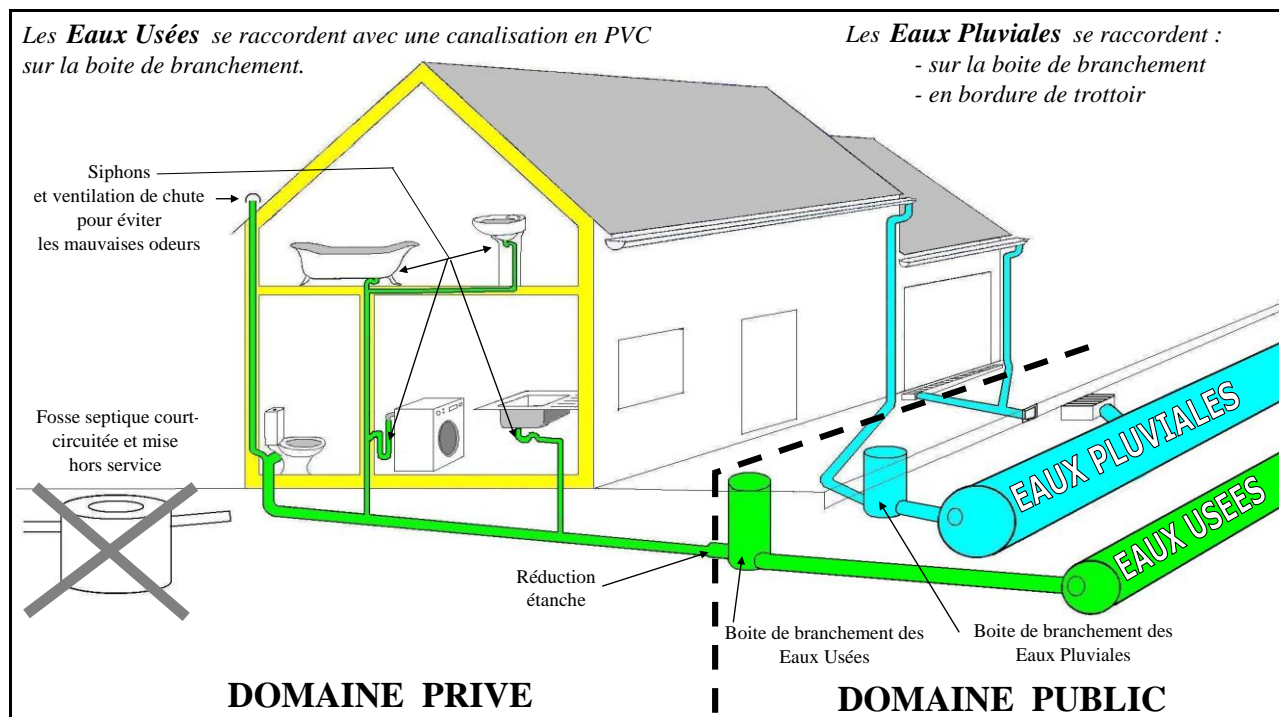 Les Eaux Usées se raccordent avec une canalisation en PVC
sur la boite de branchement.
Les Eaux Pluviales se raccordent :
- sur la boite de branchement
- en bordure de trottoir
Siphons
et ventilation de chute
pour éviter
les mauvaises odeurs
Fosse septique court-
circuitée et mise
hors service
EAUX PLUVIALES
EAUX USEES
Réduction
étanche
Boite de branchement des
Eaux Usées
Boite de branchement des
Eaux Pluviales
DOMAINE PRIVE
DOMAINE PUBLIC